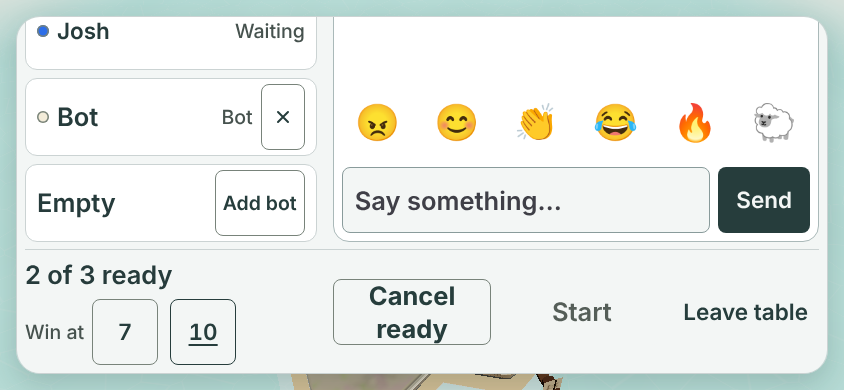 Josh
Waiting
Bot
Bot
×
Empty
Add bot
Say something...
Send
2 of 3 ready
Win at
7
10
Cancel
ready
Start
Leave table